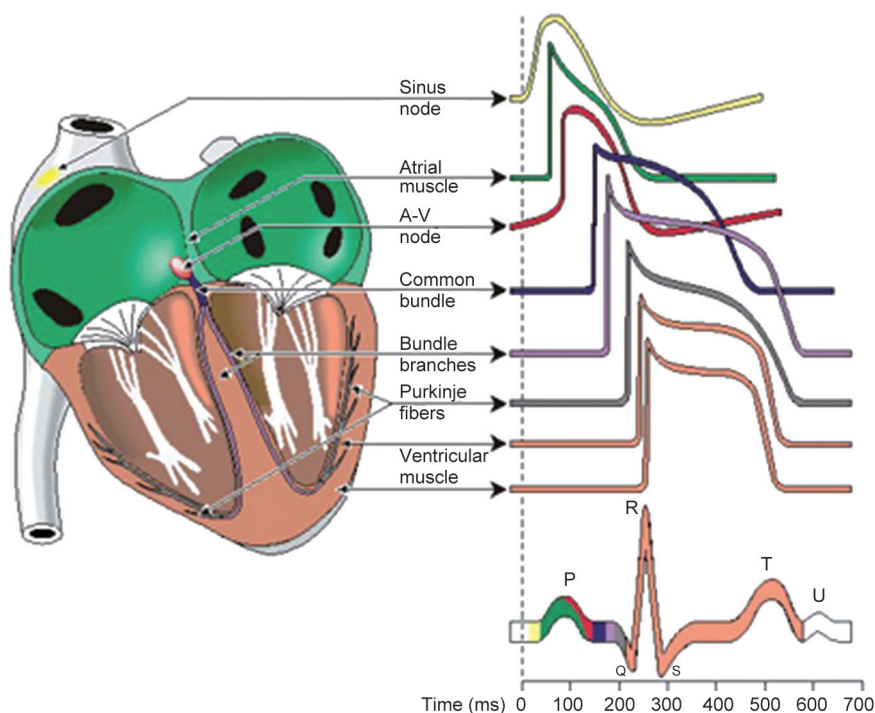 Sinus
node
Atrial
muscle
A-V
node
Common
bundle
Bundle
branches
Purkinje
fibers
Ventricular
muscle
R
P
T
U
Q
S
Time (ms) 0 100 200 300 400 500 600 700